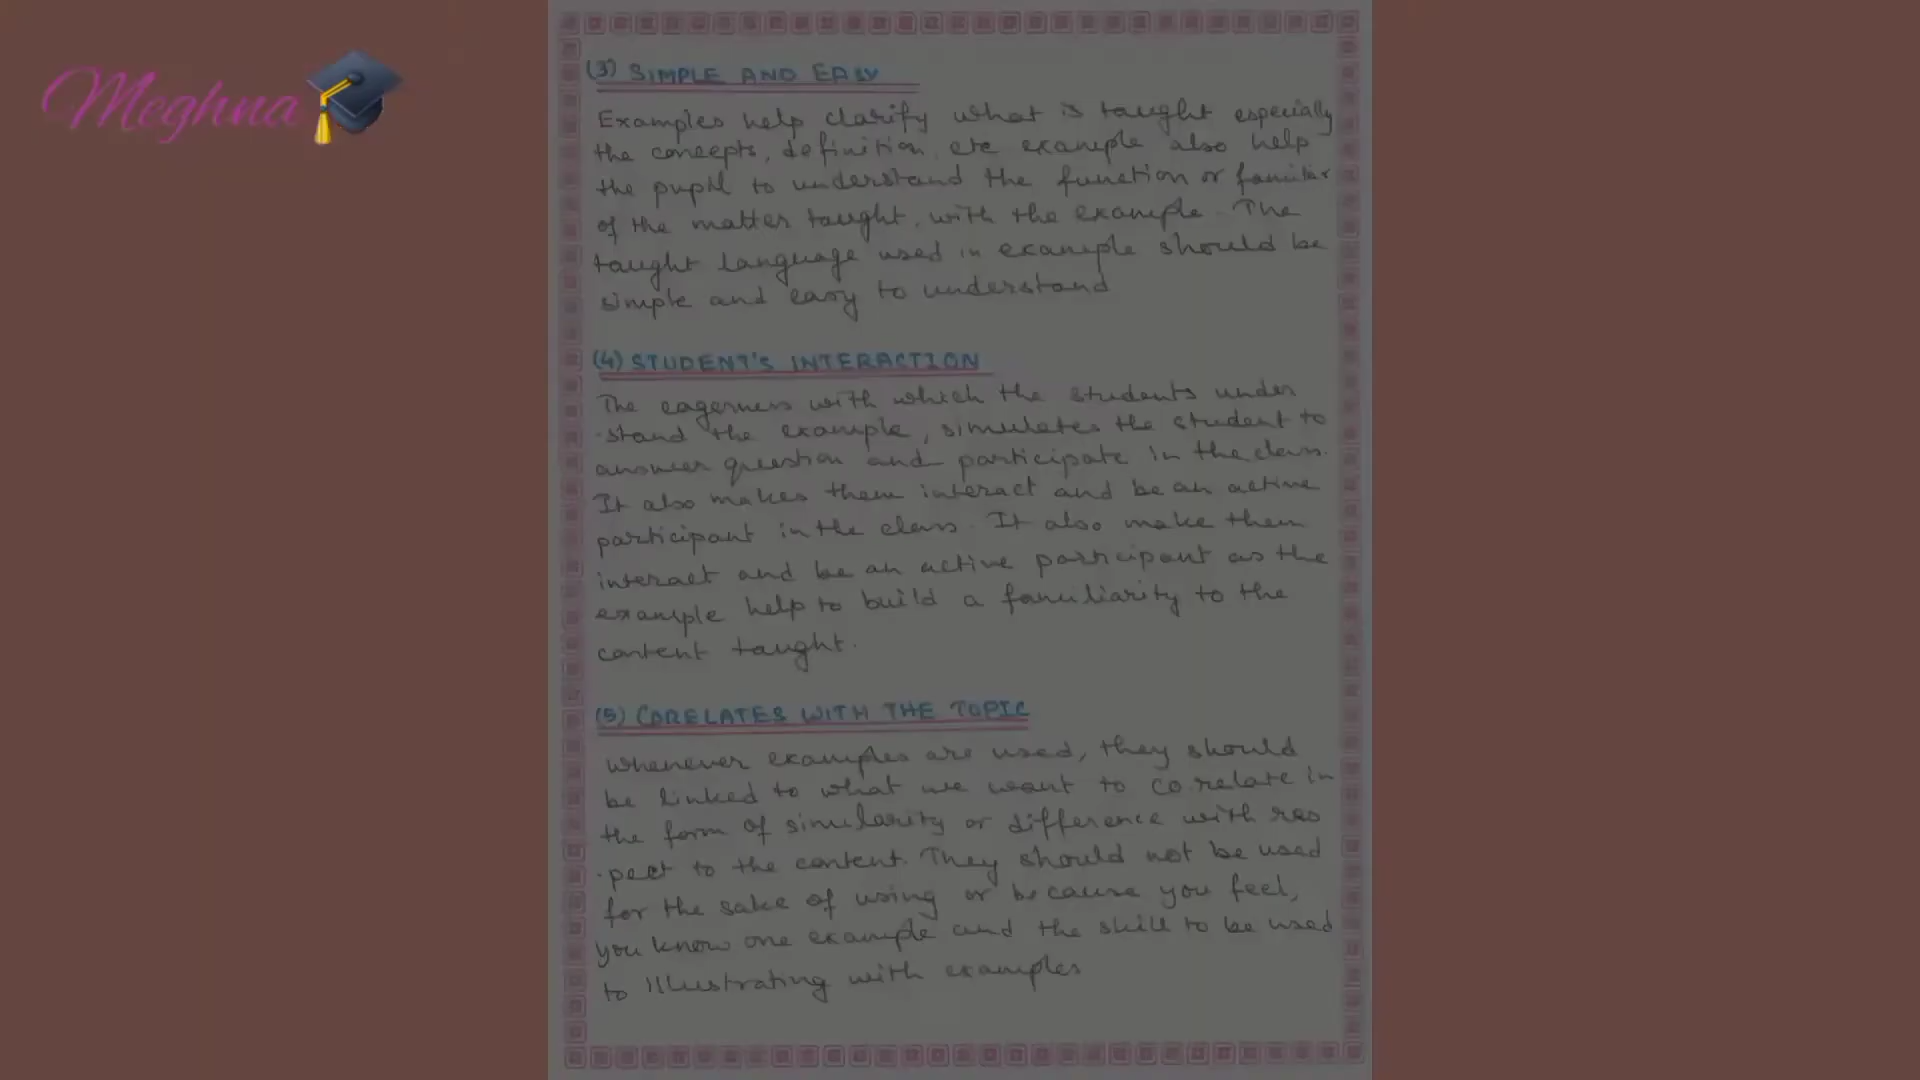 Meghna
(3) SIMPLE AND EASY
Examples help clarify what is taught especially
the concepts, definition etc example also help
the pupil to understand the function or familiar
of the matter taught, with the example. The
taught language used in example should be
simple and easy to understand
(4) STUDENT'S INTERACTION
The eagerness with which the students under
-stand the example, simulates the student to
answer question and participate in the class.
It also makes them interact and be an active
participant in the class. It also make them
interact and be an active participant as the
example help to build a familiarity to the
content taught.
(5) CORELATES WITH THE TOPIC
Whenever examples are used, they should
be linked to what we want to co.relate in
the form of simularity or difference with res
-pect to the content. They should not be used
for the sake of using or because you feel,
you know one example and the skill to be used
to illustrating with examples